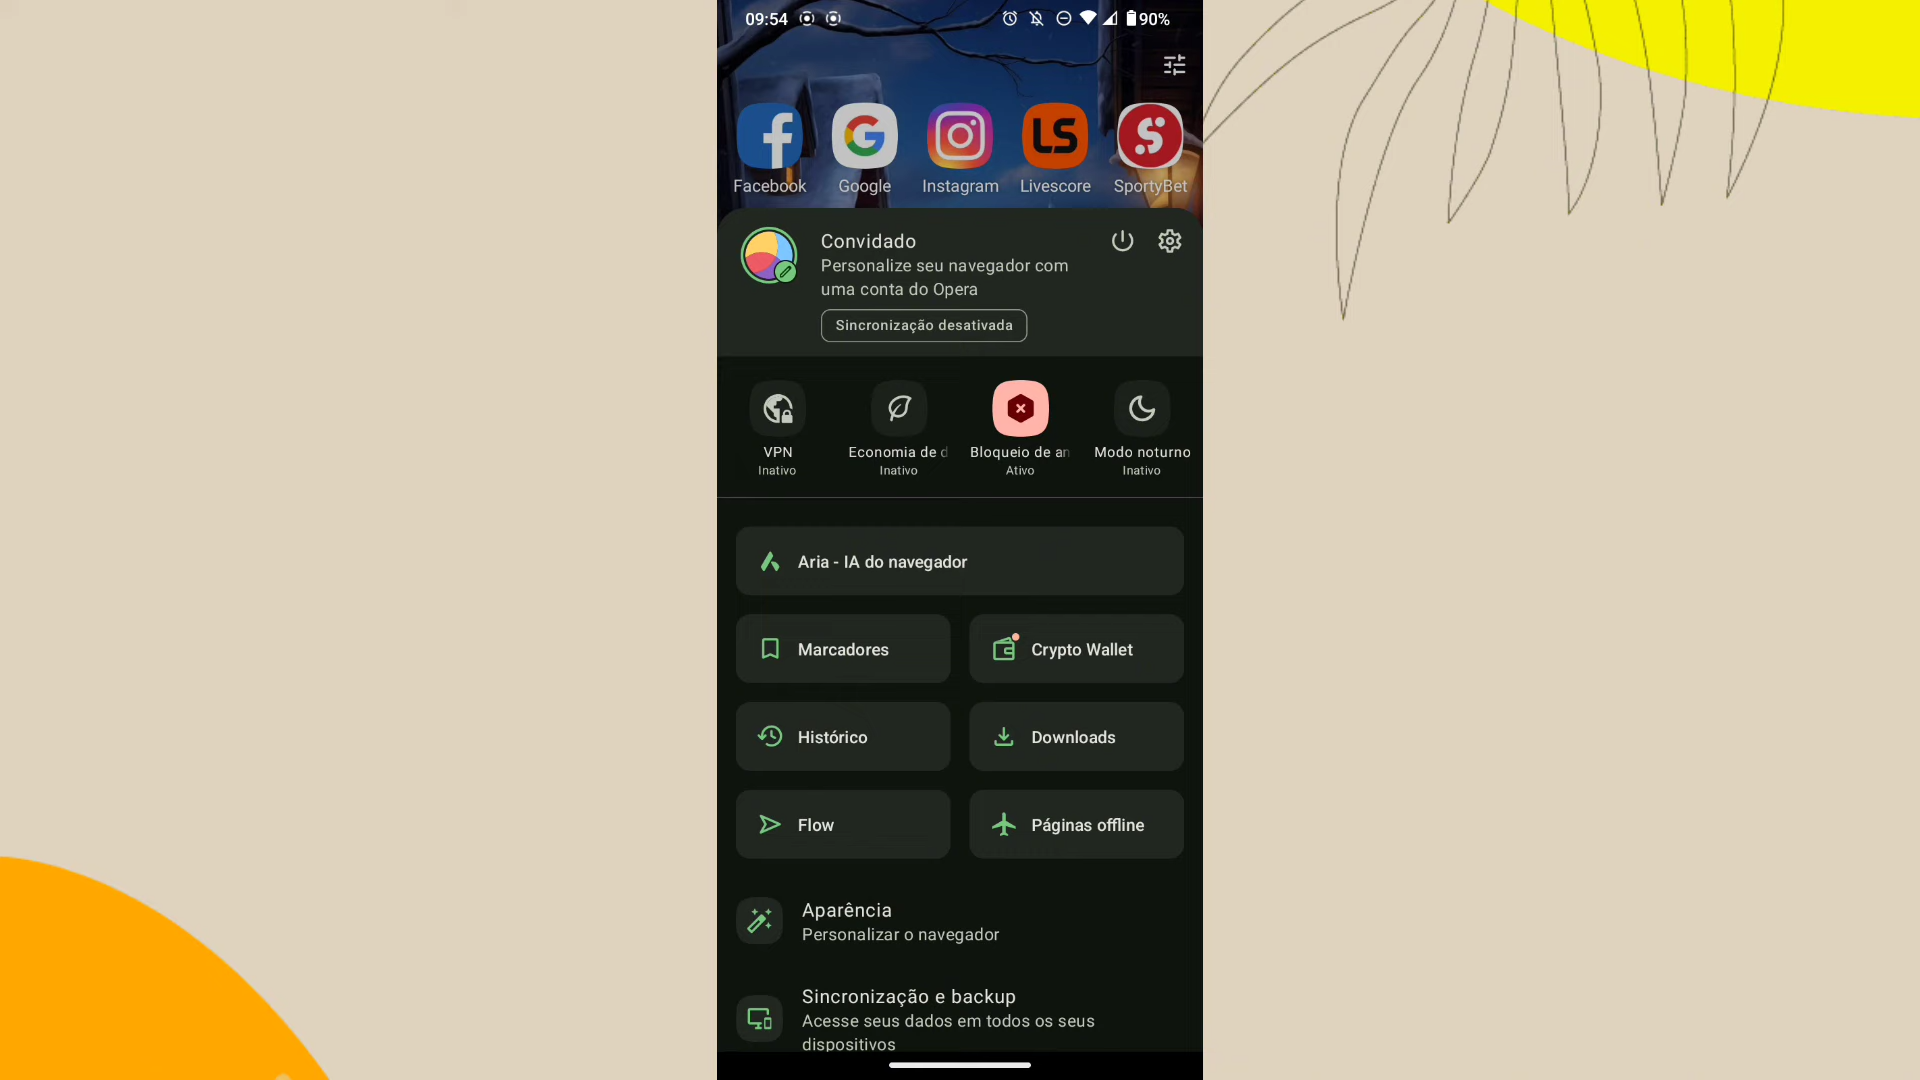 09:54
90%
Facebook Google Instagram Livescore SportyBet
Convidado
Personalize seu navegador com
uma conta do Opera
Sincronização desativada
VPN Economia de d Bloqueio de an Modo noturno
Inativo Inativo Ativo Inativo
Aria - IA do navegador
Marcadores Crypto Wallet
Histórico Downloads
Flow Páginas offline
Aparência
Personalizar o navegador
Sincronização e backup
Acesse seus dados em todos os seus
dispositivos